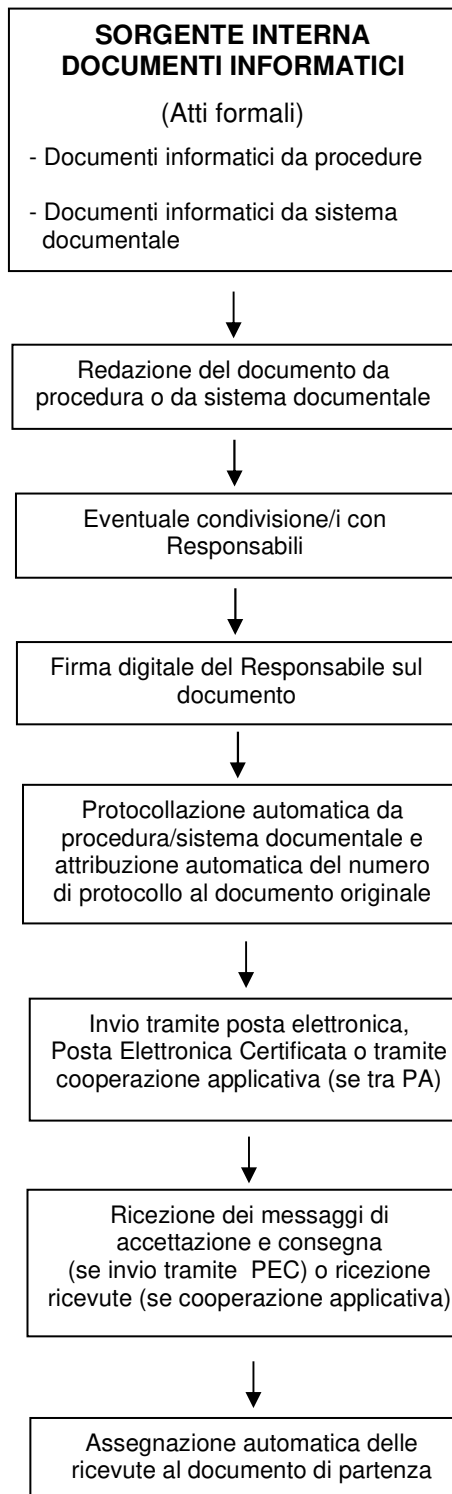 SORGENTE INTERNA
DOCUMENTI INFORMATICI
(Atti formali)
- Documenti informatici da procedure
- Documenti informatici da sistema
documentale
Redazione del documento da
procedura o da sistema documentale
Eventuale condivisione/i con
Responsabili
Firma digitale del Responsabile sul
documento
Protocollazione automatica da
procedura/sistema documentale e
attribuzione automatica del numero
di protocollo al documento originale
Invio tramite posta elettronica,
Posta Elettronica Certificata o tramite
cooperazione applicativa (se tra PA)
Ricezione dei messaggi di
accettazione e consegna
(se invio tramite PEC) o ricezione
ricevute (se cooperazione applicativa)
Assegnazione automatica delle
ricevute al documento di partenza